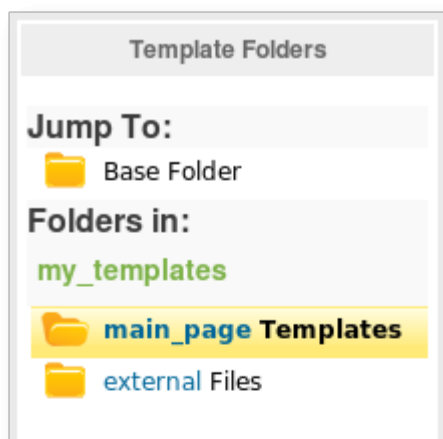 Template Folders
Jump To:
Base Folder
Folders in:
my_templates
main_page Templates
external Files